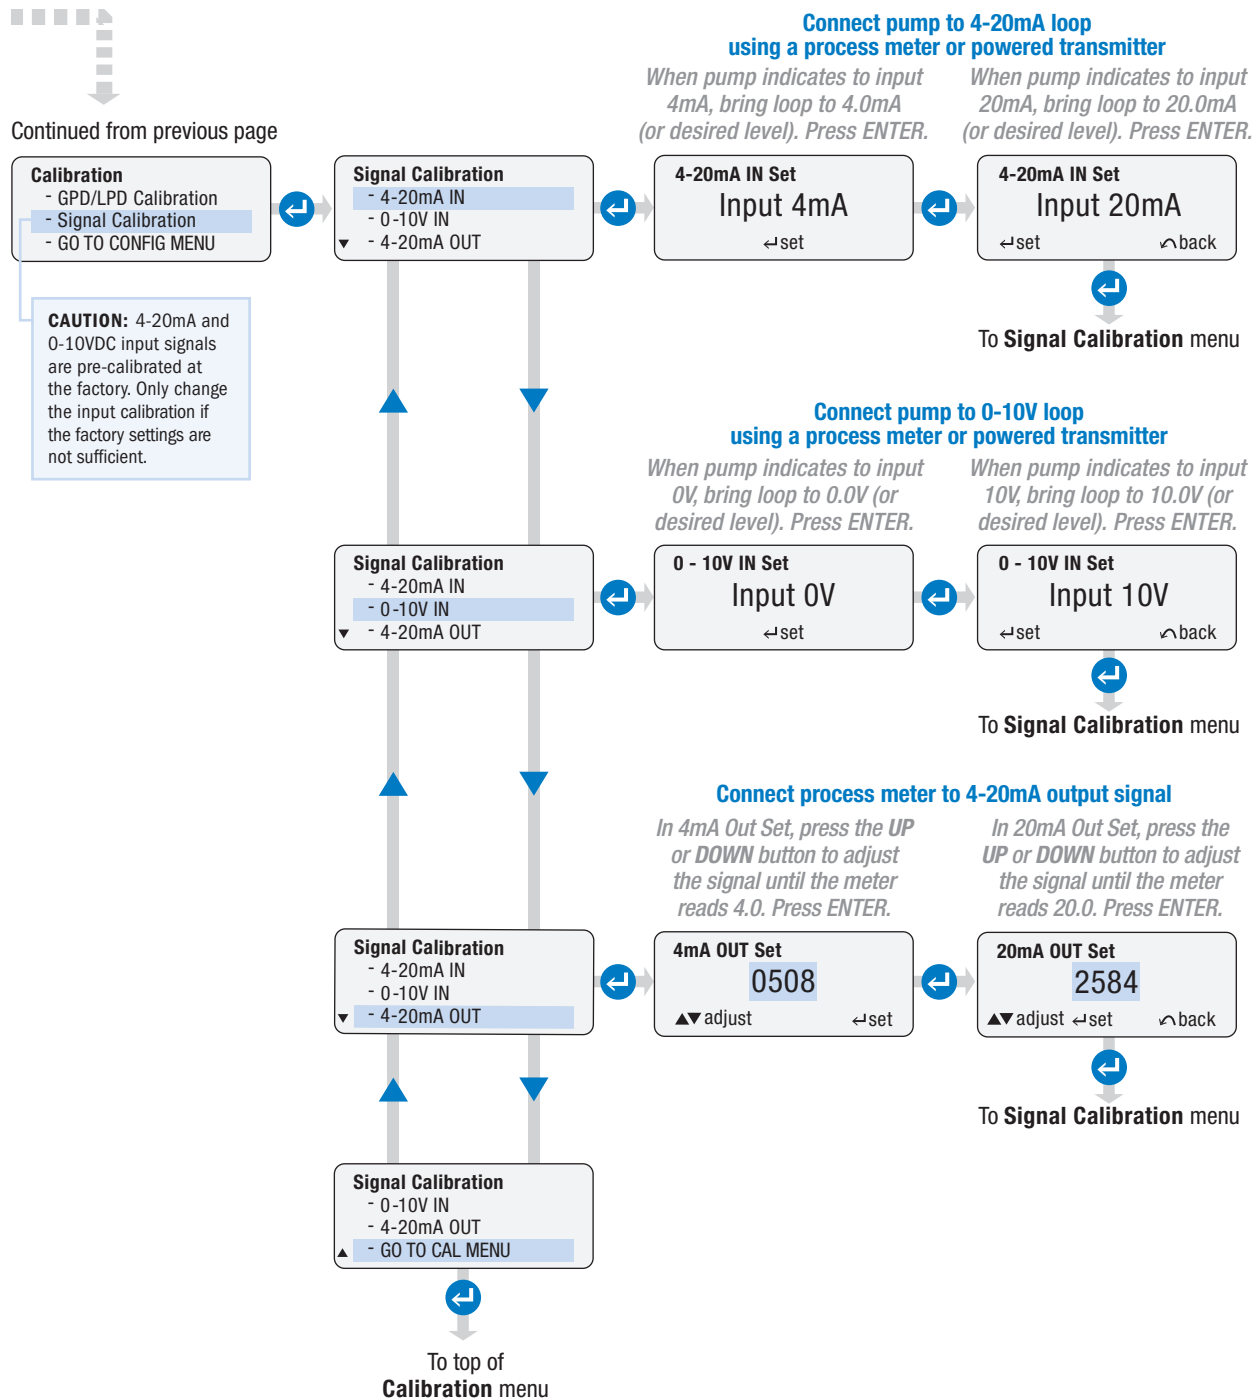 Continued from previous page
Calibration
- GPD/LPD Calibration
- Signal Calibration
- GO TO CONFIG MENU
CAUTION: 4-20mA and
0-10VDC input signals
are pre-calibrated at
the factory. Only change
the input calibration if
the factory settings are
not sufficient.
Signal Calibration
- 4-20mA IN
- 0-10V IN
▼ - 4-20mA OUT
Connect pump to 4-20mA loop
using a process meter or powered transmitter
When pump indicates to input
4mA, bring loop to 4.0mA
(or desired level). Press ENTER.
When pump indicates to input
20mA, bring loop to 20.0mA
(or desired level). Press ENTER.
4-20mA IN Set
Input 4mA
↵set
4-20mA IN Set
Input 20mA
↵set ↶back
To Signal Calibration menu
Connect pump to 0-10V loop
using a process meter or powered transmitter
When pump indicates to input
0V, bring loop to 0.0V (or
desired level). Press ENTER.
When pump indicates to input
10V, bring loop to 10.0V (or
desired level). Press ENTER.
Signal Calibration
- 4-20mA IN
- 0-10V IN
▼ - 4-20mA OUT
0 - 10V IN Set
Input 0V
↵set
0 - 10V IN Set
Input 10V
↵set ↶back
To Signal Calibration menu
Connect process meter to 4-20mA output signal
In 4mA Out Set, press the UP
or DOWN button to adjust
the signal until the meter
reads 4.0. Press ENTER.
In 20mA Out Set, press the
UP or DOWN button to adjust
the signal until the meter
reads 20.0. Press ENTER.
Signal Calibration
- 4-20mA IN
- 0-10V IN
▼ - 4-20mA OUT
4mA OUT Set
0508
▲▼ adjust ↵set
20mA OUT Set
2584
▲▼ adjust ↵set ↶back
To Signal Calibration menu
Signal Calibration
- 0-10V IN
- 4-20mA OUT
▲ - GO TO CAL MENU
To top of
Calibration menu